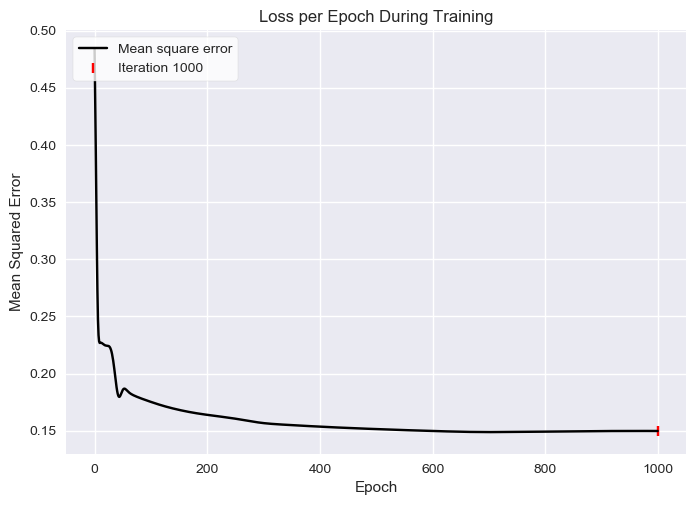 Loss per Epoch During Training
Mean square error
Iteration 1000
Mean Squared Error
0.50
0.45
0.40
0.35
0.30
0.25
0.20
0.15
0
200
400
600
800
1000
Epoch